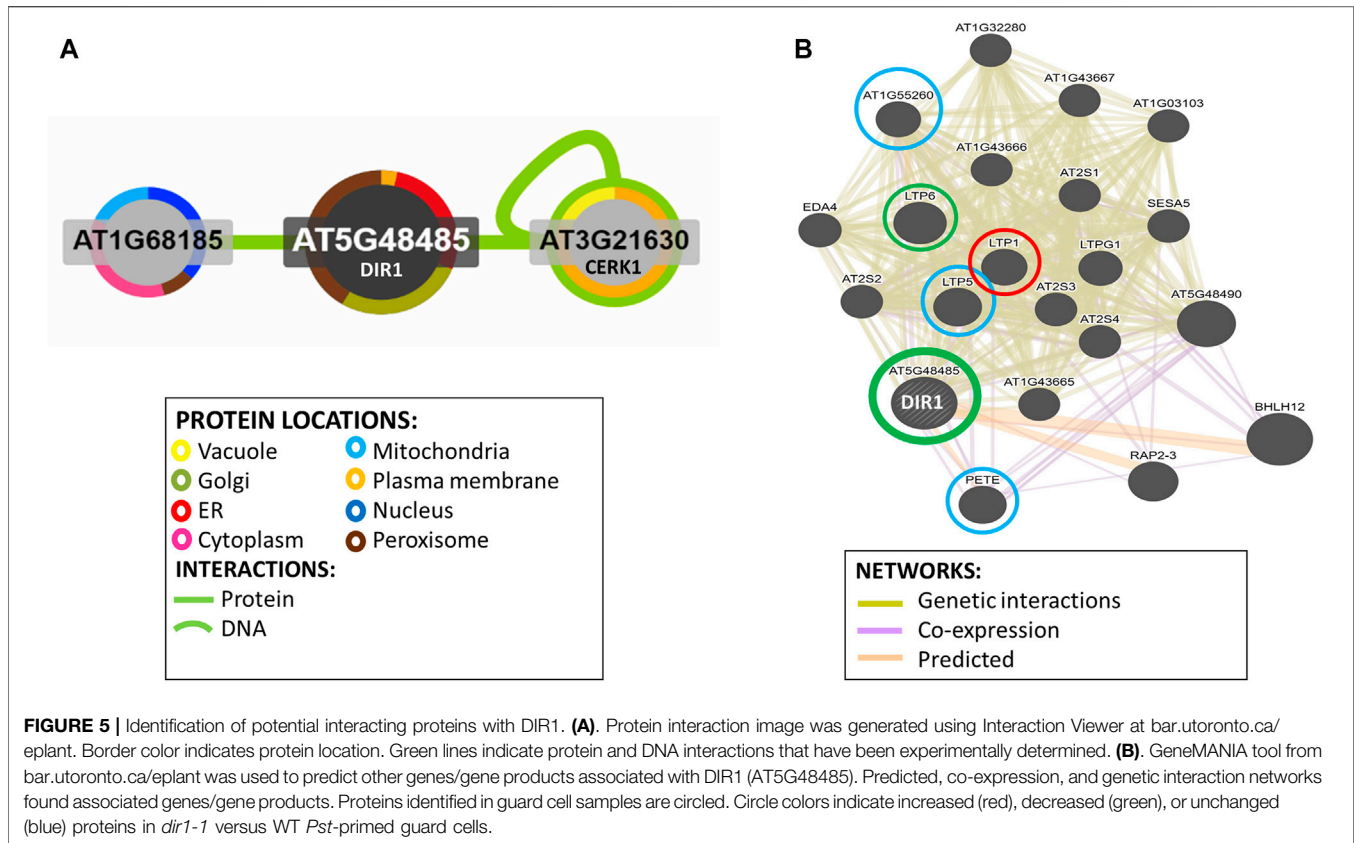 A
AT1G68185
AT5G48485
DIR1
AT3G21630
CERK1
PROTEIN LOCATIONS:
Vacuole
Mitochondria
Golgi
Plasma membrane
ER
Nucleus
Cytoplasm
Peroxisome
INTERACTIONS:
Protein
DNA
B
AT1G32280
AT1G43667
AT1G55260
AT1G03103
AT1G43666
AT2S1
LTP6
SESA5
EDA4
LTP1
LTPG1
AT2S2
LTP5
AT2S3
AT5G48490
AT2S4
AT5G48485
DIR1
AT1G43665
BHLH12
RAP2-3
PETE
NETWORKS:
Genetic interactions
Co-expression
Predicted
FIGURE 5 | Identification of potential interacting proteins with DIR1. (A). Protein interaction image was generated using Interaction Viewer at bar.utoronto.ca/
eplant. Border color indicates protein location. Green lines indicate protein and DNA interactions that have been experimentally determined. (B). GeneMANIA tool from
bar.utoronto.ca/eplant was used to predict other genes/gene products associated with DIR1 (AT5G48485). Predicted, co-expression, and genetic interaction networks
found associated genes/gene products. Proteins identified in guard cell samples are circled. Circle colors indicate increased (red), decreased (green), or unchanged
(blue) proteins in dir1-1 versus WT Pst-primed guard cells.